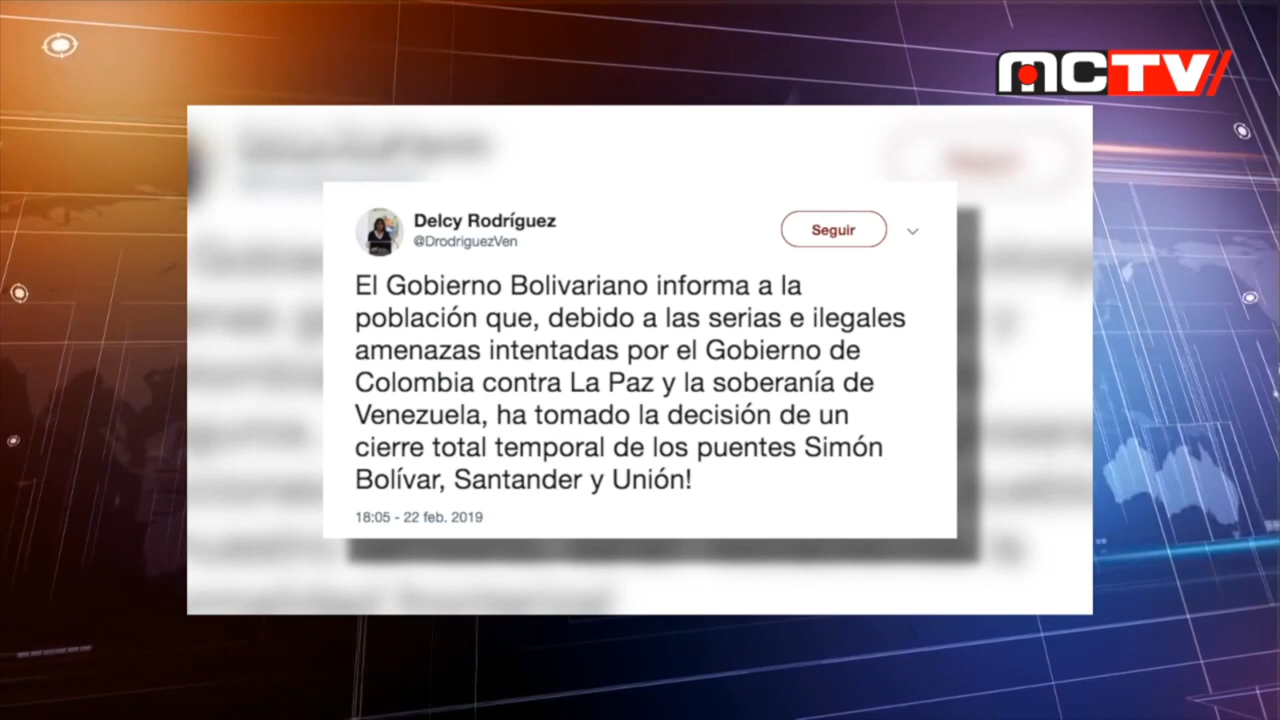 MCTV
Delcy Rodríguez
@DrodriguezVen
Seguir
El Gobierno Bolivariano informa a la
población que, debido a las serias e ilegales
amenazas intentadas por el Gobierno de
Colombia contra La Paz y la soberanía de
Venezuela, ha tomado la decisión de un
cierre total temporal de los puentes Simón
Bolívar, Santander y Unión!
18:05 - 22 feb. 2019